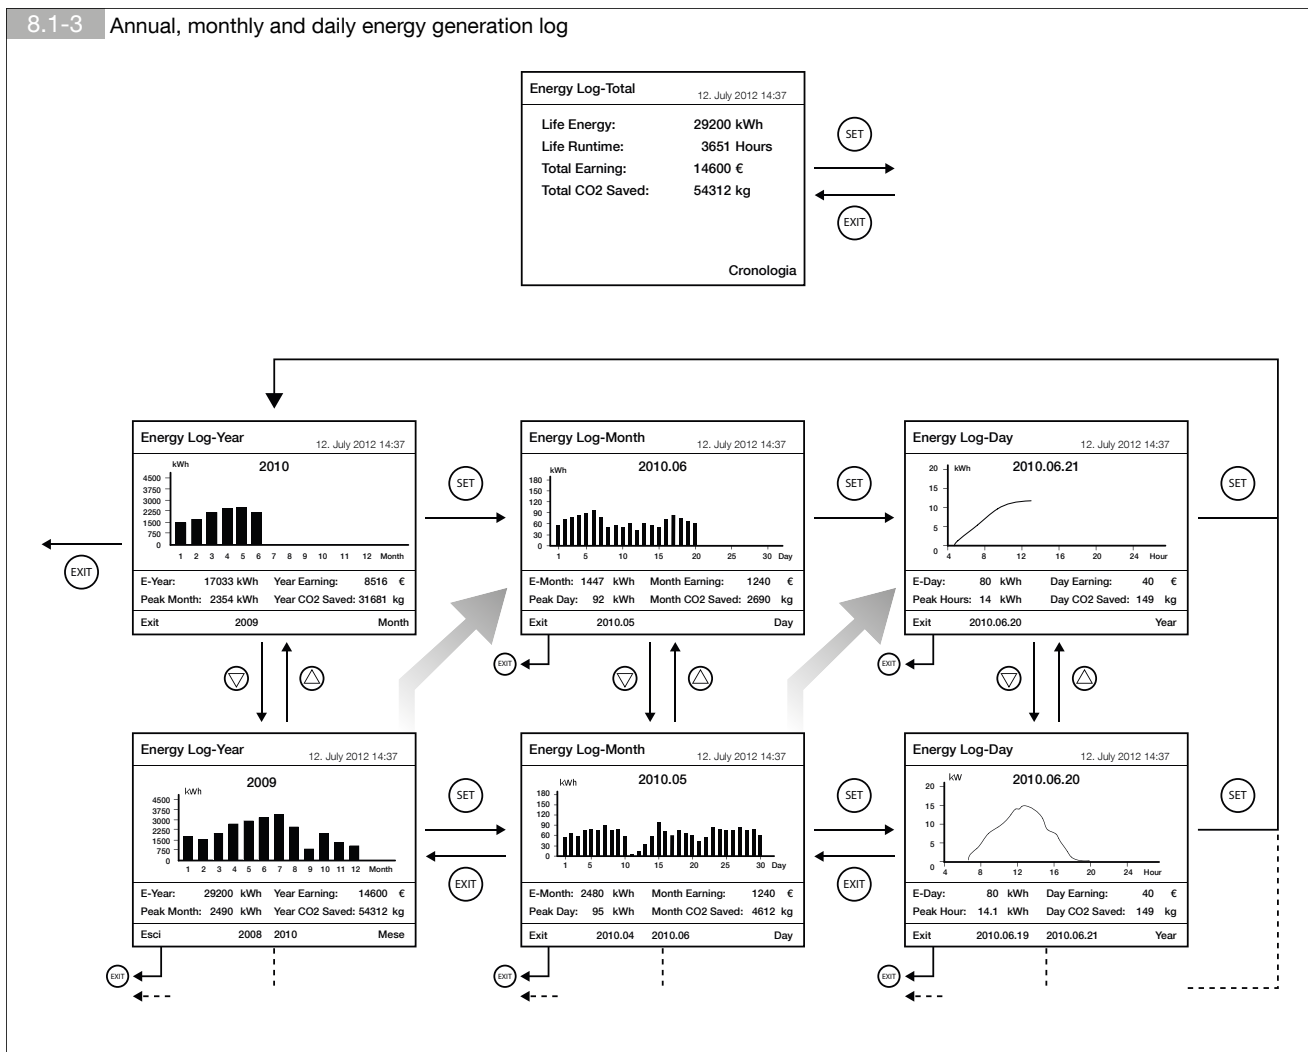 8.1-3 Annual, monthly and daily energy generation log
Energy Log-Total 12. July 2012 14:37
Life Energy: 29200 kWh
Life Runtime: 3651 Hours
Total Earning: 14600 €
Total CO2 Saved: 54312 kg
Cronologia
SET
EXIT
Energy Log-Year 12. July 2012 14:37
kWh 2010
4500
3750
3000
2250
1500
750
0
1 2 3 4 5 6 7 8 9 10 11 12 Month
E-Year: 17033 kWh Year Earning: 8516 €
Peak Month: 2354 kWh Year CO2 Saved: 31681 kg
Exit 2009 Month
EXIT
SET
Energy Log-Month 12. July 2012 14:37
kWh 2010.06
180
150
120
90
60
30
0
1 5 10 15 20 25 30 Day
E-Month: 1447 kWh Month Earning: 1240 €
Peak Day: 92 kWh Month CO2 Saved: 2690 kg
Exit 2010.05 Day
EXIT
SET
Energy Log-Day 12. July 2012 14:37
20 kWh 2010.06.21
15
10
5
0
4 8 12 16 20 24 Hour
E-Day: 80 kWh Day Earning: 40 €
Peak Hours: 14 kWh Day CO2 Saved: 149 kg
Exit 2010.06.20 Year
EXIT
SET
Energy Log-Year 12. July 2012 14:37
kWh 2009
4500
3750
3000
2250
1500
750
0
1 2 3 4 5 6 7 8 9 10 11 12 Month
E-Year: 29200 kWh Year Earning: 14600 €
Peak Month: 2490 kWh Year CO2 Saved: 54312 kg
Esci 2008 2010 Mese
EXIT
SET
EXIT
Energy Log-Month 12. July 2012 14:37
kWh 2010.05
180
150
120
90
60
30
0
1 5 10 15 20 25 30 Day
E-Month: 2480 kWh Month Earning: 1240 €
Peak Day: 95 kWh Month CO2 Saved: 4612 kg
Exit 2010.04 2010.06 Day
EXIT
SET
EXIT
Energy Log-Day 12. July 2012 14:37
kW 2010.06.20
20
15
10
5
0
4 8 12 16 20 24 Hour
E-Day: 80 kWh Day Earning: 40 €
Peak Hour: 14.1 kWh Day CO2 Saved: 149 kg
Exit 2010.06.19 2010.06.21 Year
EXIT
SET